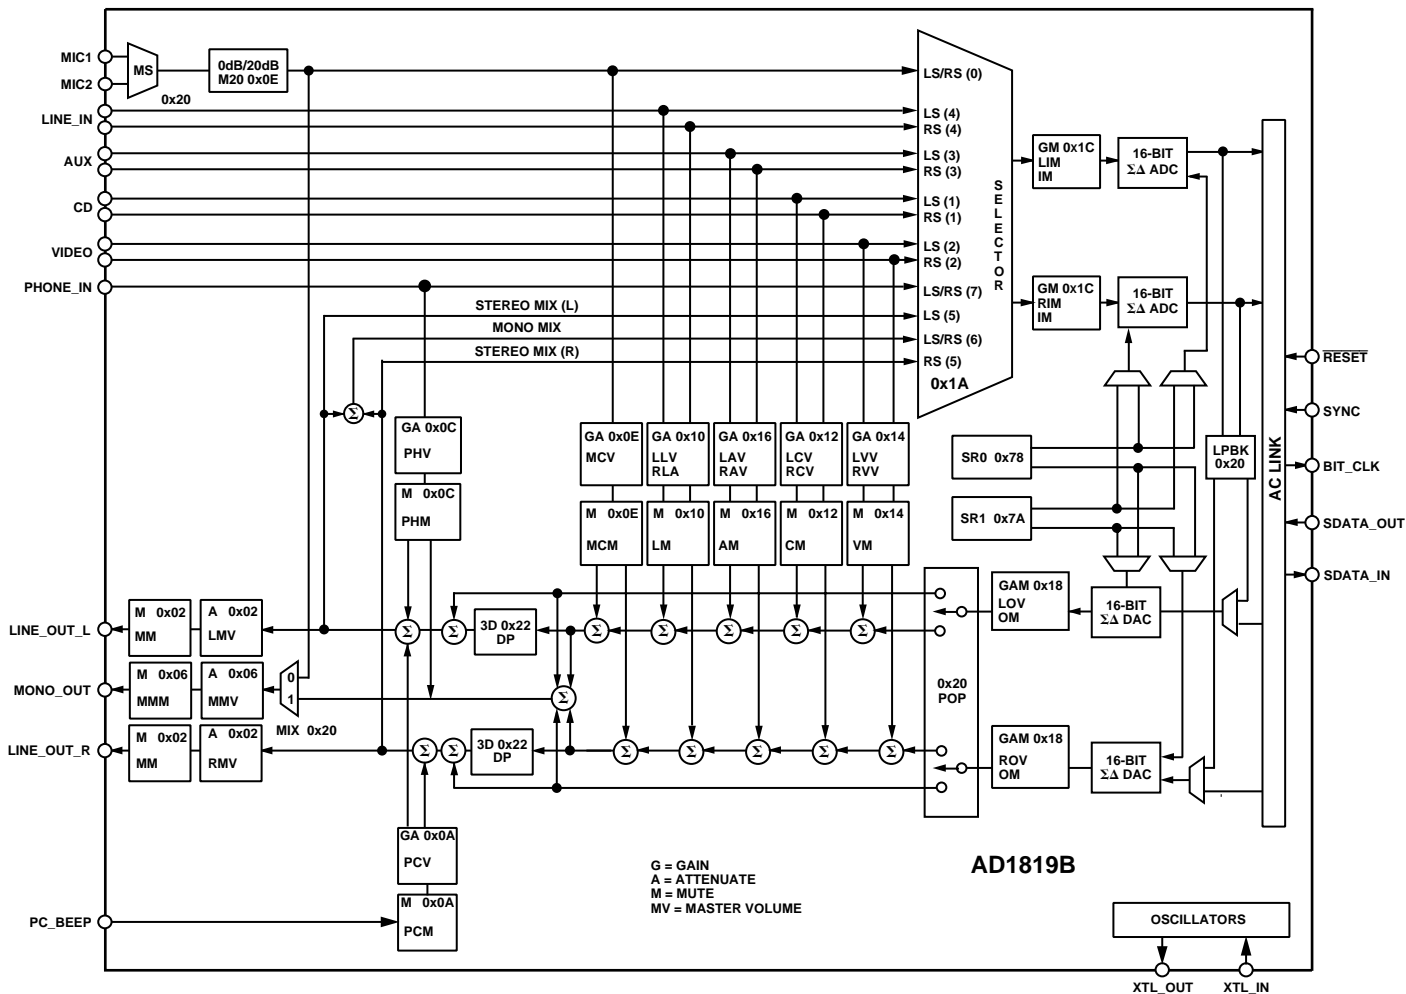 MIC1
MIC2
MS
0x20
0dB/20dB
M20 0x0E
LINE_IN
AUX
CD
VIDEO
PHONE_IN
STEREO MIX (L)
MONO MIX
STEREO MIX (R)
LS/RS (0)
LS (4)
RS (4)
LS (3)
RS (3)
LS (1)
RS (1)
LS (2)
RS (2)
LS/RS (7)
LS (5)
LS/RS (6)
RS (5)
0x1A
SELECTOR
GM 0x1C
LIM
IM
16-BIT
ΣΔ ADC
GM 0x1C
RIM
IM
16-BIT
ΣΔ ADC
RESET
SYNC
BIT_CLK
SDATA_OUT
SDATA_IN
AC LINK
LPBK
0x20
SR0 0x78
SR1 0x7A
Σ
GA 0x0C
PHV
M 0x0C
PHM
GA 0x0E
MCV
GA 0x10
LLV
RLA
GA 0x16
LAV
RAV
GA 0x12
LCV
RCV
GA 0x14
LVV
RVV
M 0x0E
MCM
M 0x10
LM
M 0x16
AM
M 0x12
CM
M 0x14
VM
LINE_OUT_L
M 0x02
MM
A 0x02
LMV
Σ
Σ
3D 0x22
DP
Σ
Σ
Σ
Σ
Σ
GAM 0x18
LOV
OM
16-BIT
ΣΔ DAC
MONO_OUT
M 0x06
MMM
A 0x06
MMV
0
1
MIX 0x20
Σ
0x20
POP
LINE_OUT_R
M 0x02
MM
A 0x02
RMV
Σ
Σ
3D 0x22
DP
Σ
Σ
Σ
Σ
Σ
GAM 0x18
ROV
OM
16-BIT
ΣΔ DAC
GA 0x0A
PCV
M 0x0A
PCM
PC_BEEP
G = GAIN
A = ATTENUATE
M = MUTE
MV = MASTER VOLUME
AD1819B
OSCILLATORS
XTL_OUT
XTL_IN